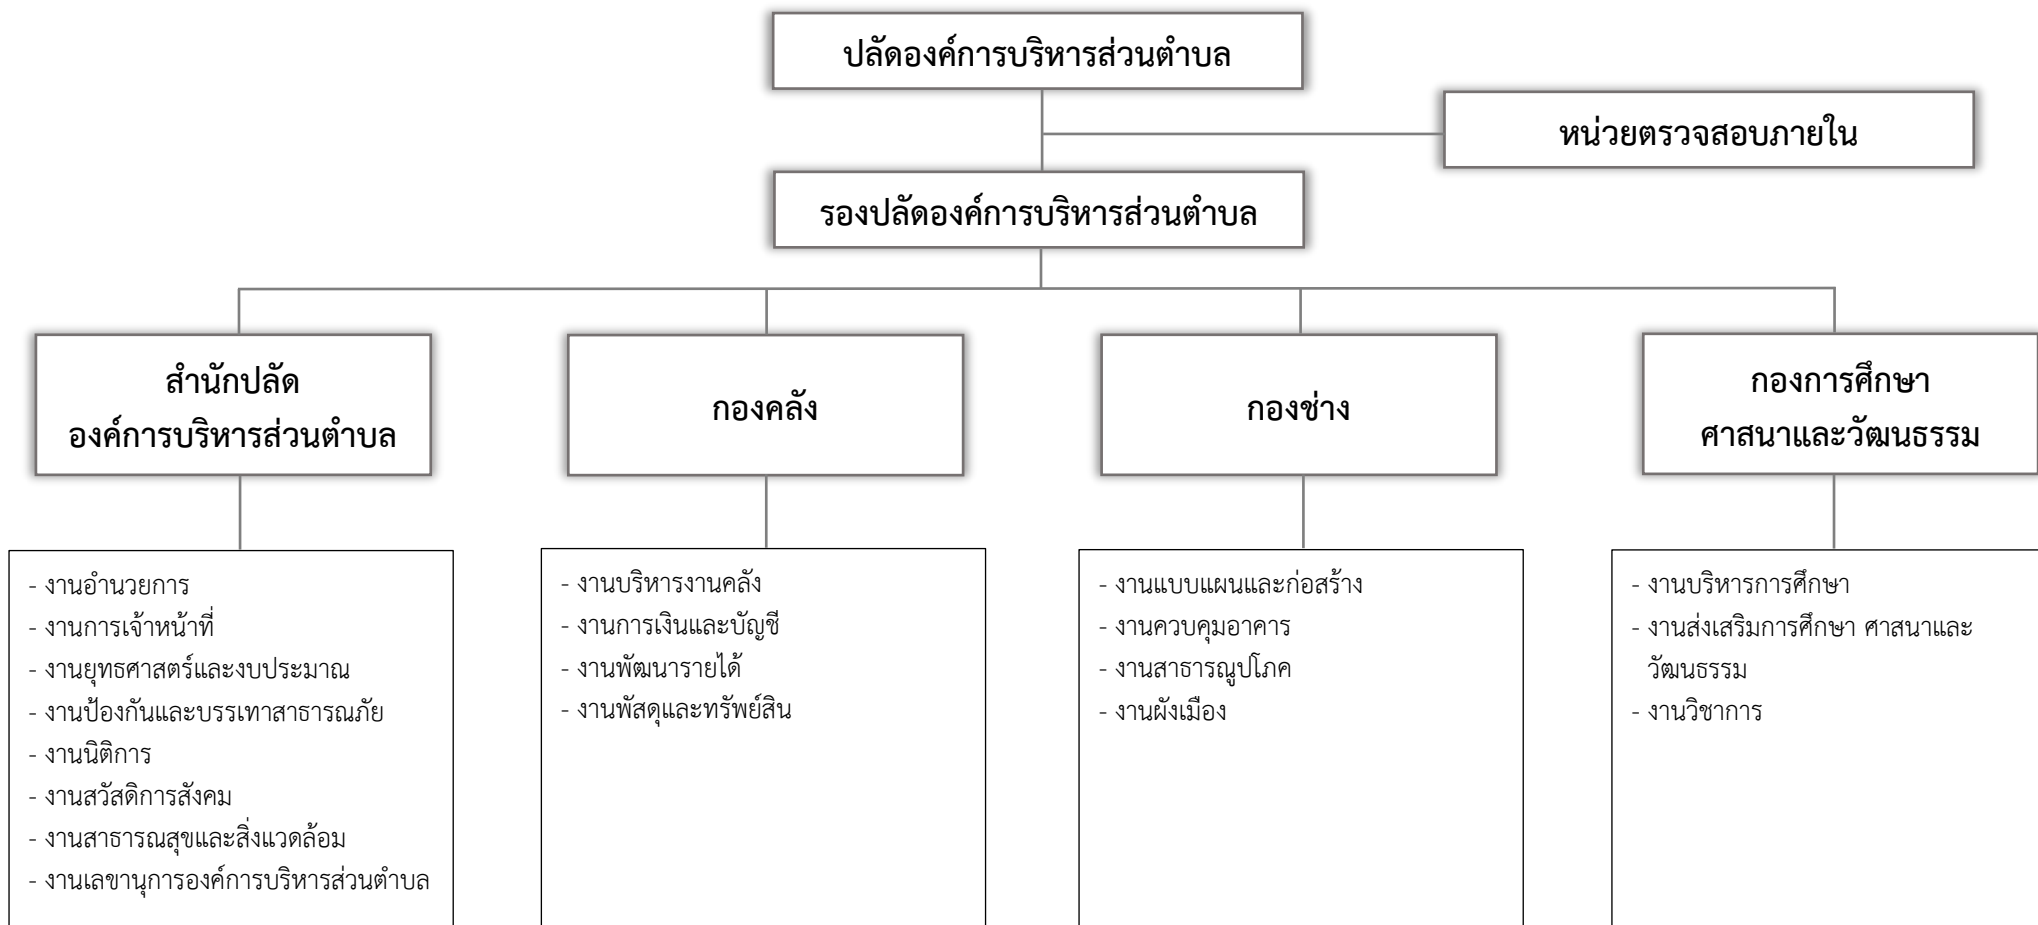 ปลัดองค์การบริหารส่วนตำบล
หน่วยตรวจสอบภายใน
รองปลัดองค์การบริหารส่วนตำบล
สำนักปลัด
องค์การบริหารส่วนตำบล
กองคลัง
กองช่าง
กองการศึกษา
ศาสนาและวัฒนธรรม
- งานอำนวยการ
- งานการเจ้าหน้าที่
- งานยุทธศาสตร์และงบประมาณ
- งานป้องกันและบรรเทาสาธารณภัย
- งานนิติการ
- งานสวัสดิการสังคม
- งานสาธารณสุขและสิ่งแวดล้อม
- งานเลขานุการองค์การบริหารส่วนตำบล
- งานบริหารงานคลัง
- งานการเงินและบัญชี
- งานพัฒนารายได้
- งานพัสดุและทรัพย์สิน
- งานแบบแผนและก่อสร้าง
- งานควบคุมอาคาร
- งานสาธารณูปโภค
- งานผังเมือง
- งานบริหารการศึกษา
- งานส่งเสริมการศึกษา ศาสนาและ
วัฒนธรรม
- งานวิชาการ